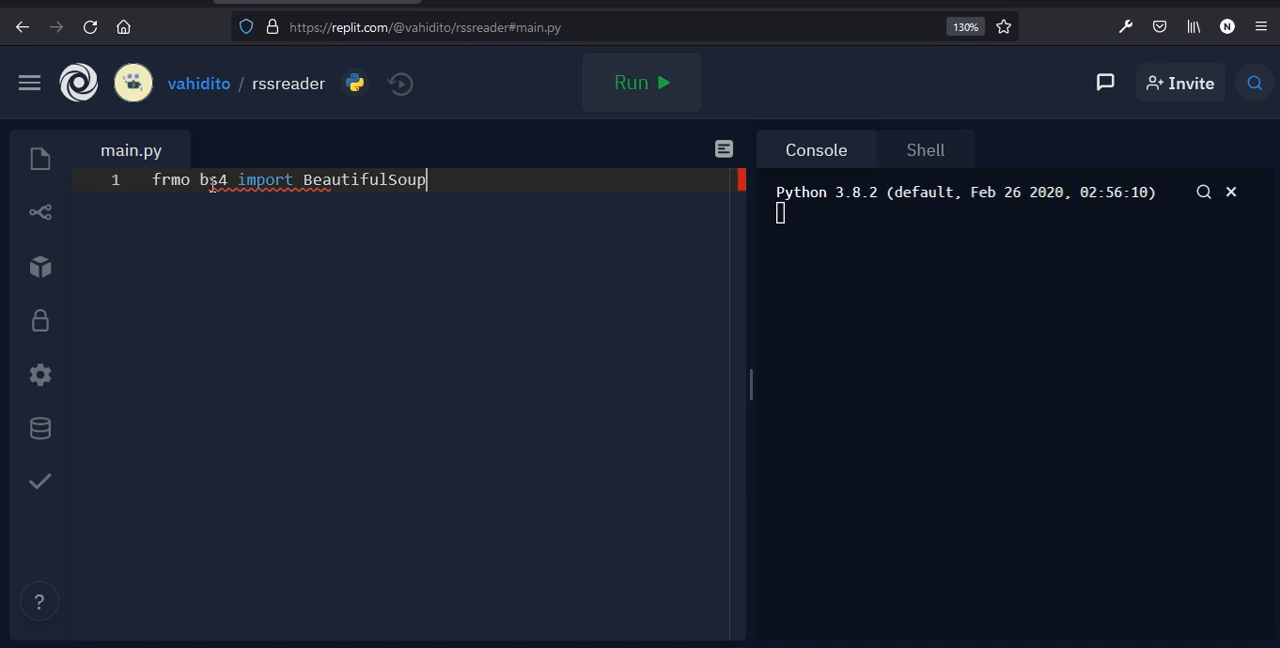 https://replit.com/@vahidito/rssreader#main.py
130%
N
vahidito / rssreader
Run
Invite
main.py
Console
Shell
1 frmo bs4 import BeautifulSoup
Python 3.8.2 (default, Feb 26 2020, 02:56:10)
?